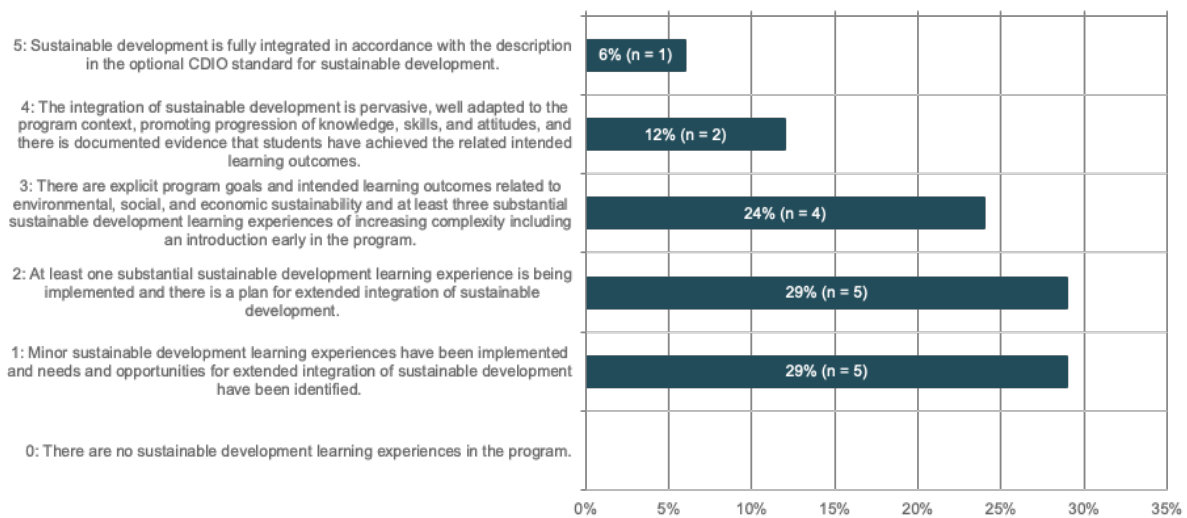 5: Sustainable development is fully integrated in accordance with the description
in the optional CDIO standard for sustainable development.
6% (n = 1)
4: The integration of sustainable development is pervasive, well adapted to the
program context, promoting progression of knowledge, skills, and attitudes, and
there is documented evidence that students have achieved the related intended
learning outcomes.
12% (n = 2)
3: There are explicit program goals and intended learning outcomes related to
environmental, social, and economic sustainability and at least three substantial
sustainable development learning experiences of increasing complexity including
an introduction early in the program.
24% (n = 4)
2: At least one substantial sustainable development learning experience is being
implemented and there is a plan for extended integration of sustainable
development.
29% (n = 5)
1: Minor sustainable development learning experiences have been implemented
and needs and opportunities for extended integration of sustainable development
have been identified.
29% (n = 5)
0: There are no sustainable development learning experiences in the program.
0% 5% 10% 15% 20% 25% 30% 35%